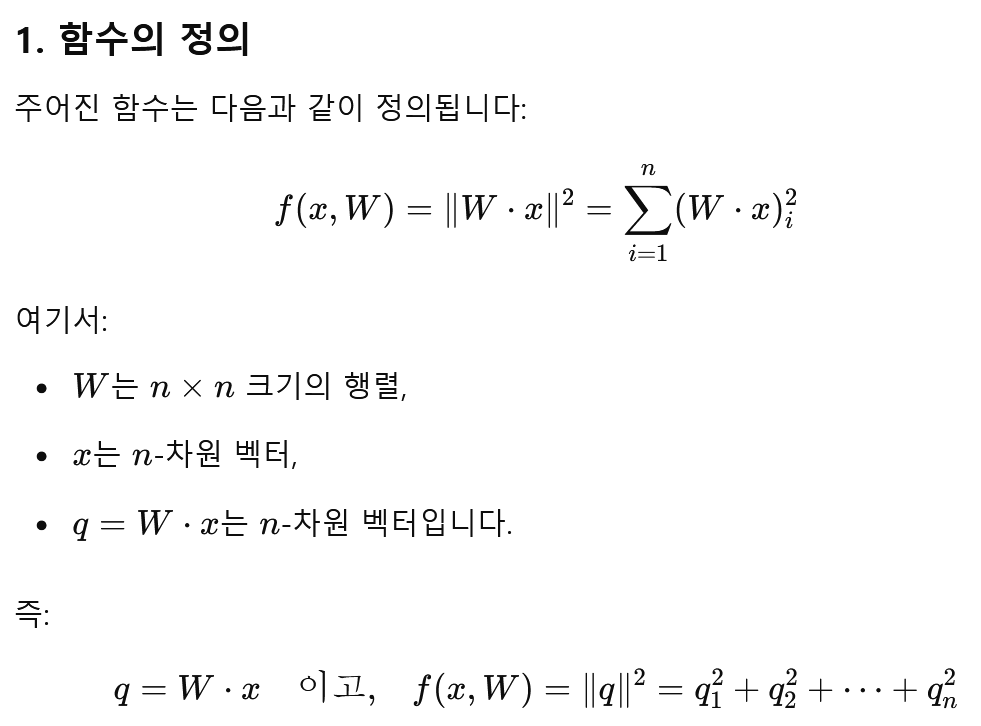 1. 함수의 정의
주어진 함수는 다음과 같이 정의됩니다:
$f(x, W) = \|W \cdot x\|^2 = \sum_{i=1}^{n} (W \cdot x)_i^2$
여기서:
• $W$는 $n \times n$ 크기의 행렬,
• $x$는 $n$-차원 벡터,
• $q = W \cdot x$는 $n$-차원 벡터입니다.
즉:
$q = W \cdot x$ 이고, $f(x, W) = \|q\|^2 = q_1^2 + q_2^2 + \cdots + q_n^2$